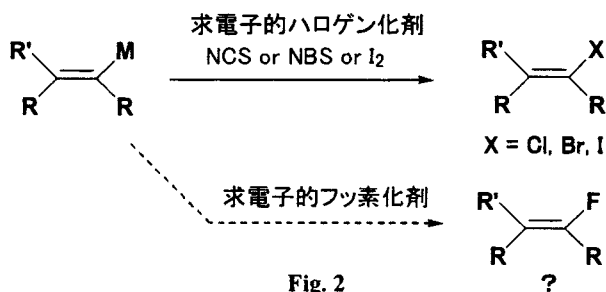 R'
M
R
R
求電子的ハロゲン化剤
NCS or NBS or I₂
R'
X
R
R
X = Cl, Br, I
求電子的フッ素化剤
R'
F
R
R
Fig. 2
?